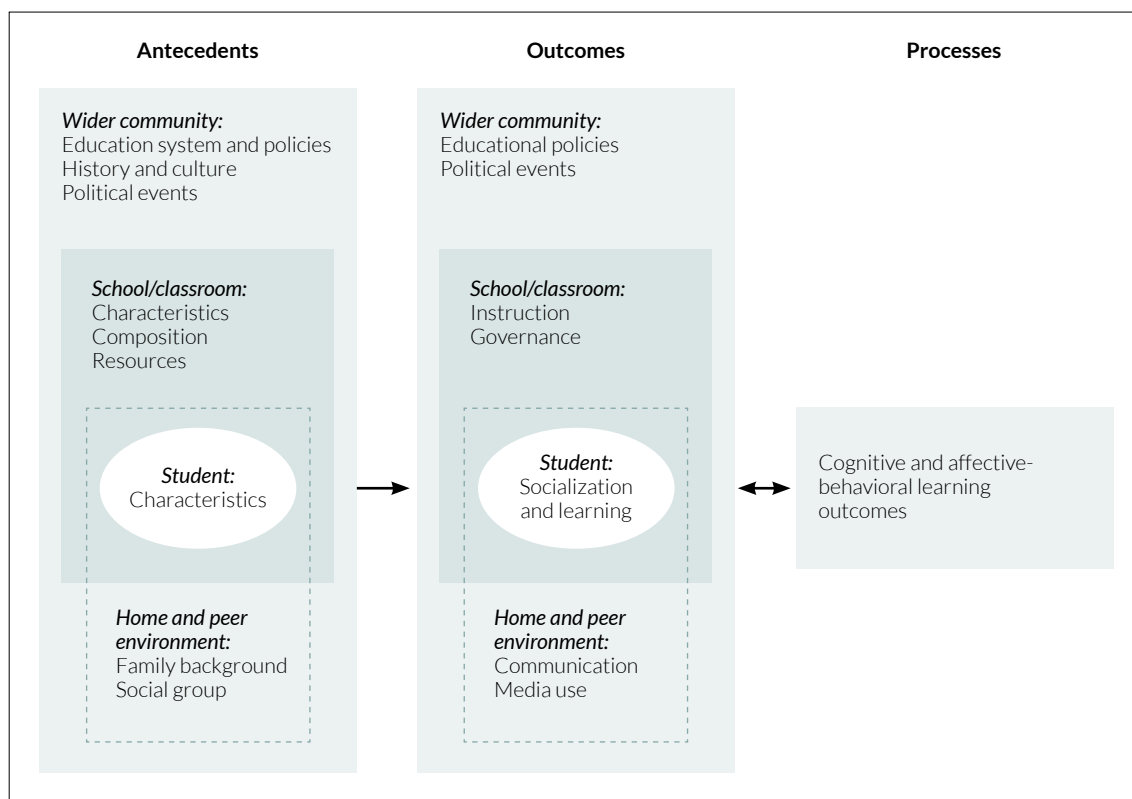 Antecedents
Outcomes
Processes
Wider community:
Education system and policies
History and culture
Political events
School/classroom:
Characteristics
Composition
Resources
Student:
Characteristics
Home and peer
environment:
Family background
Social group
Wider community:
Educational policies
Political events
School/classroom:
Instruction
Governance
Student:
Socialization
and learning
Home and peer
environment:
Communication
Media use
Cognitive and affective-
behavioral learning
outcomes